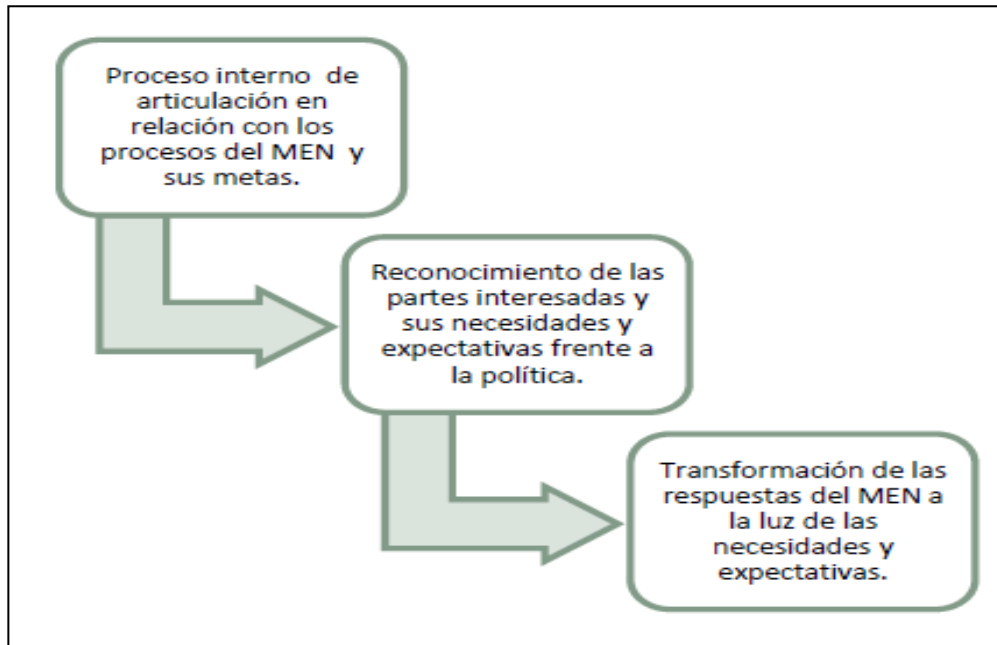 Proceso interno de
articulación en
relación con los
procesos del MEN y
sus metas.
Reconocimiento de las
partes interesadas y
sus necesidades y
expectativas frente a
la política.
Transformación de las
respuestas del MEN a
la luz de las
necesidades y
expectativas.